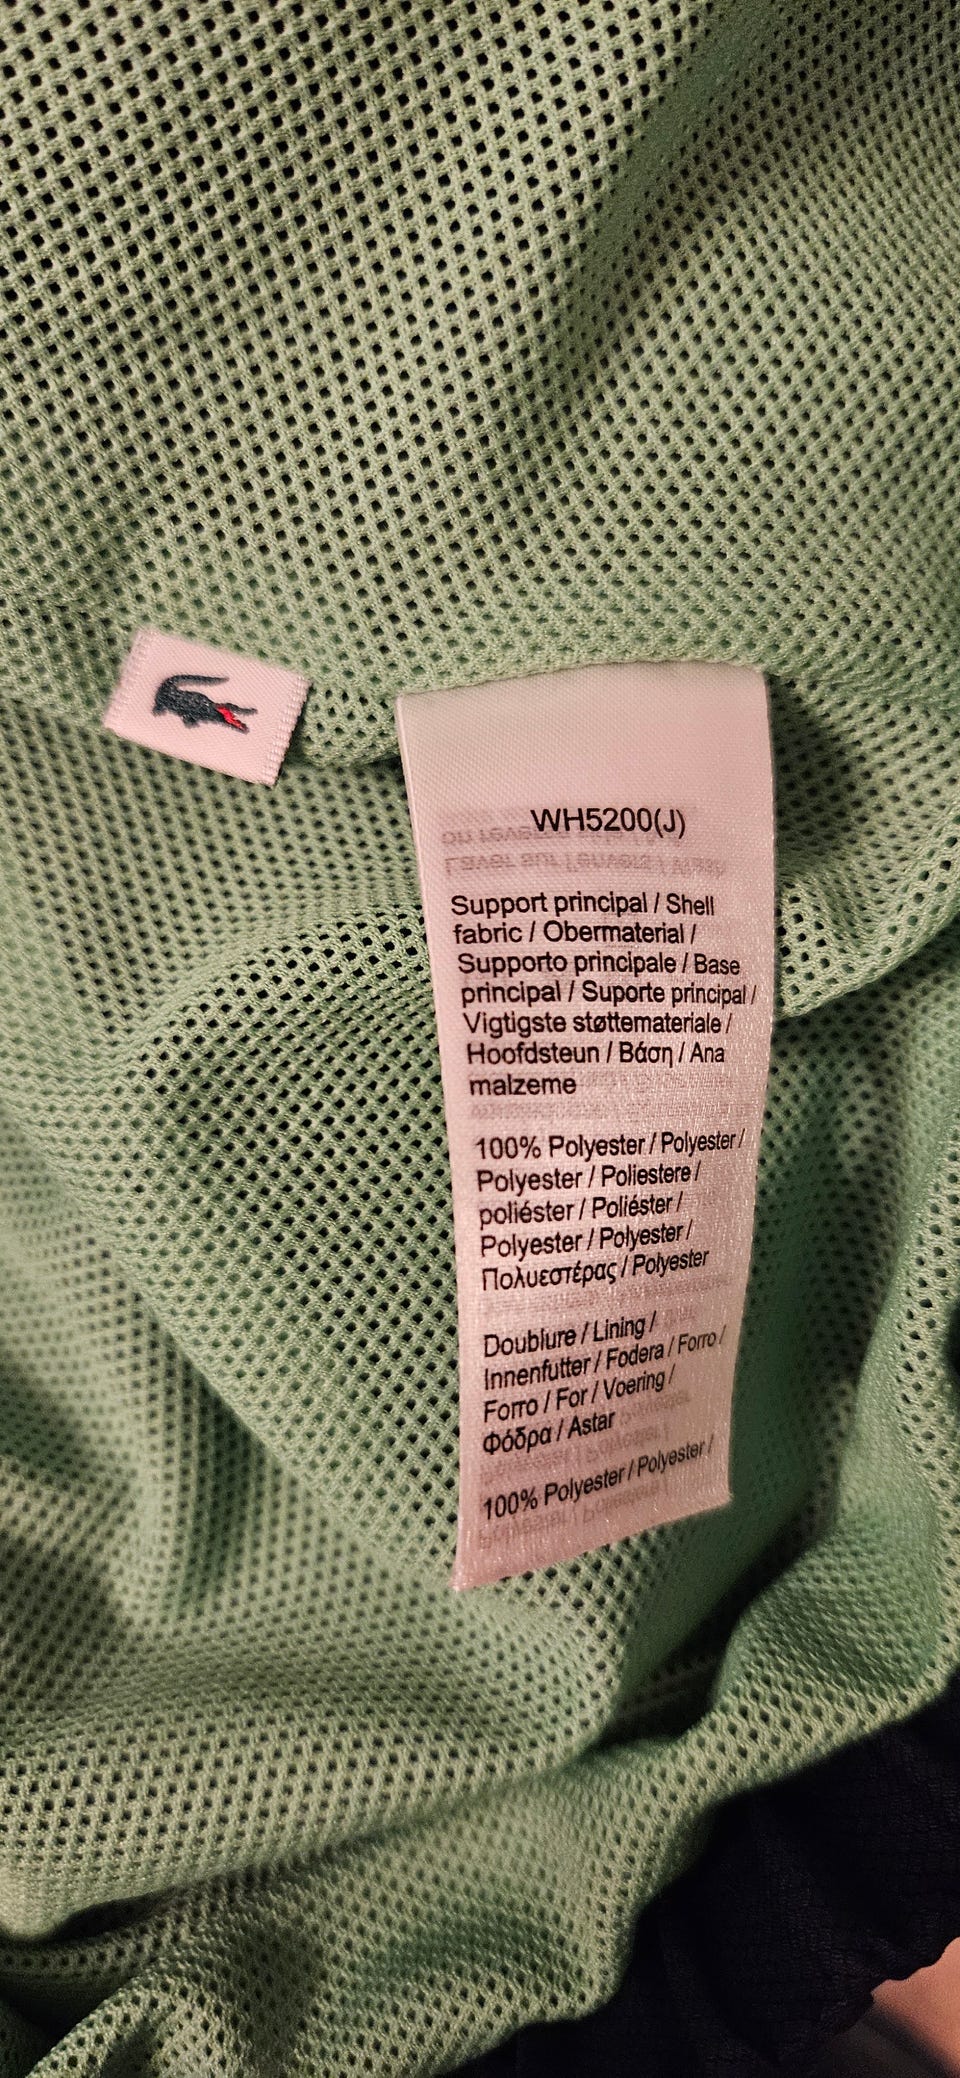 WH5200(J)
Support principal / Shell
fabric / Obermaterial /
Supporto principale / Base
principal / Suporte principal /
Vigtigste støttemateriale /
Hoofdsteun / Βάση / Ana
malzeme
100% Polyester / Polyester /
Polyester / Poliestere /
poliéster / Poliéster /
Polyester / Polyester /
Πολυεστέρας / Polyester
Doublure / Lining /
Innenfutter / Fodera / Forro /
Forro / For / Voering /
Φόδρα / Astar
100% Polyester / Polyester /